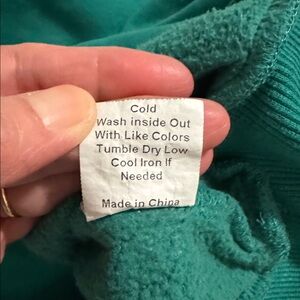 Cold
Wash inside Out
With Like Colors
Tumble Dry Low
Cool Iron If
Needed
Made in China